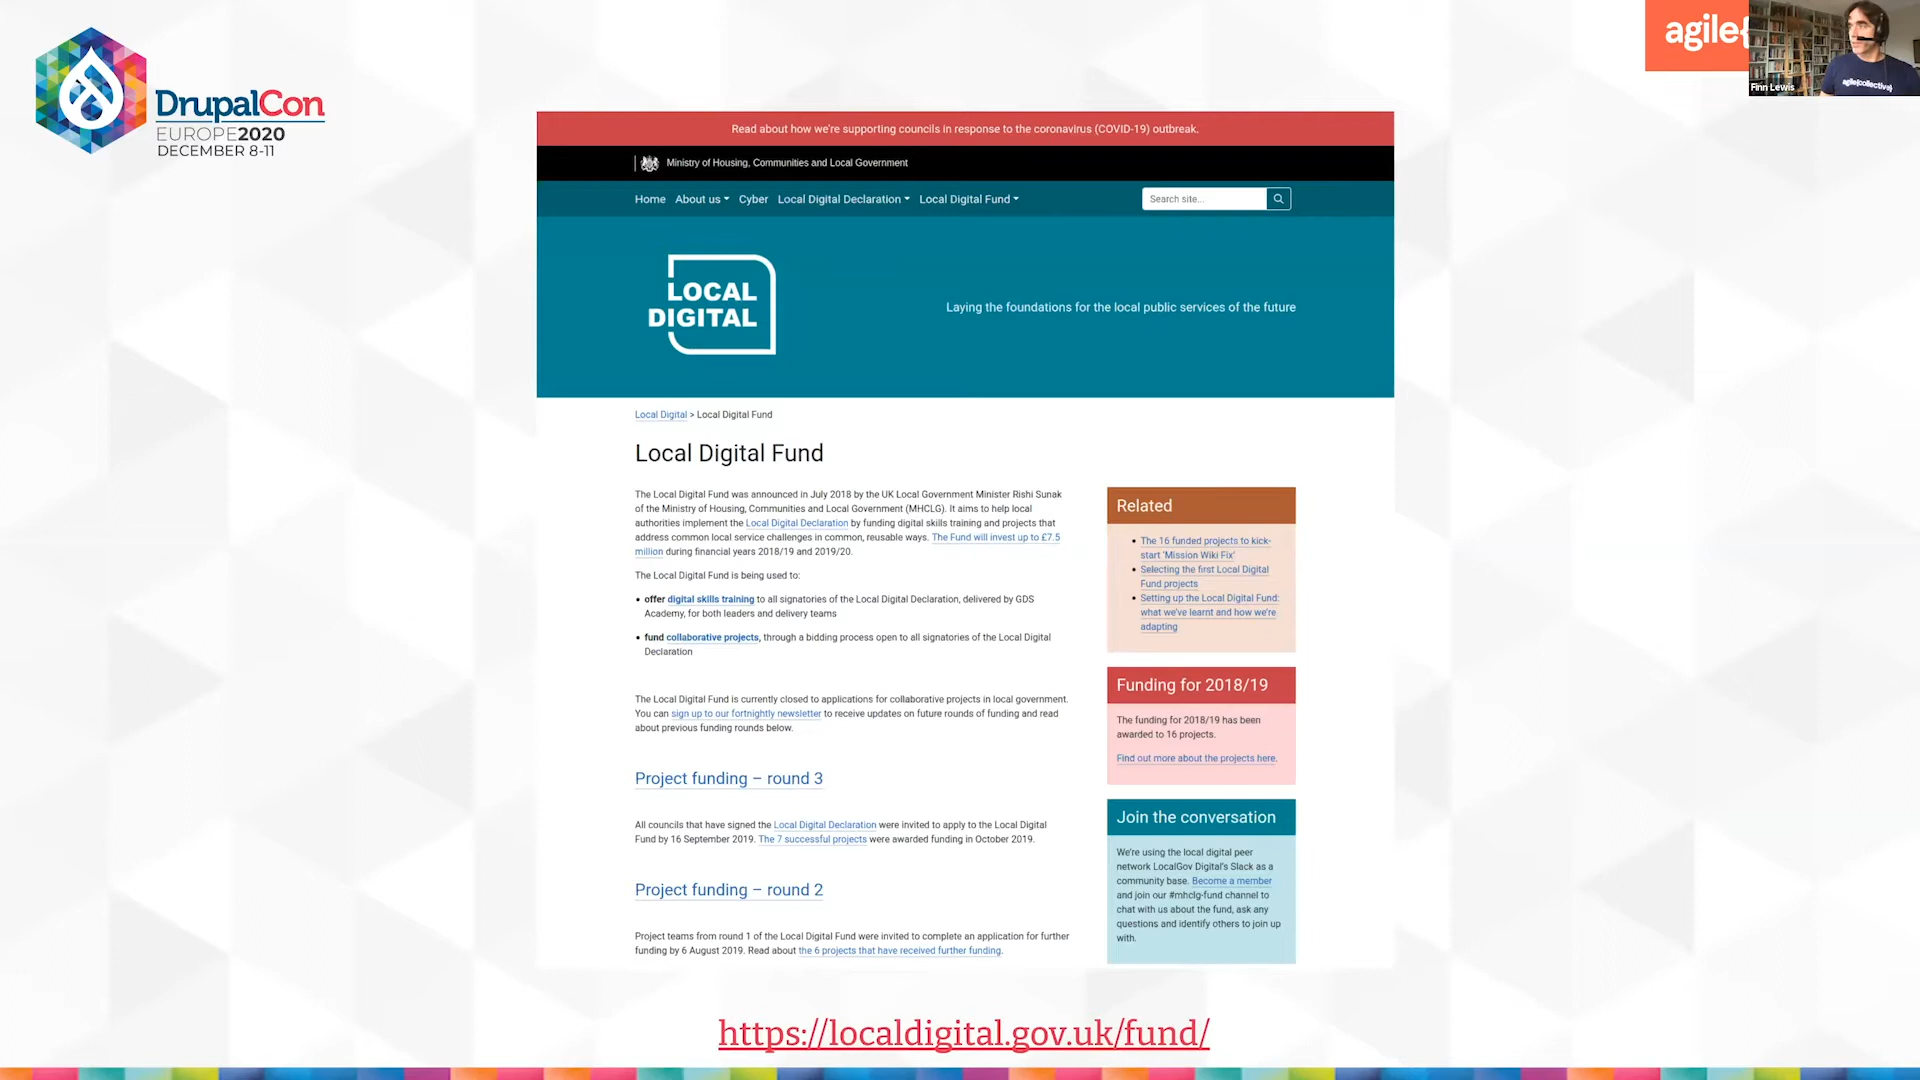 DrupalCon
EUROPE2020
DECEMBER 8-11
agile{
agile{collective}
Finn Lewis
Read about how we're supporting councils in response to the coronavirus (COVID-19) outbreak.
Ministry of Housing, Communities and Local Government
Home About us Cyber Local Digital Declaration Local Digital Fund Search site...
LOCAL
DIGITAL
Laying the foundations for the local public services of the future
Local Digital > Local Digital Fund
Local Digital Fund
The Local Digital Fund was announced in July 2018 by the UK Local Government Minister Rishi Sunak
of the Ministry of Housing, Communities and Local Government (MHCLG). It aims to help local
authorities implement the Local Digital Declaration by funding digital skills training and projects that
address common local service challenges in common, reusable ways. The Fund will invest up to £7.5
million during financial years 2018/19 and 2019/20.
The Local Digital Fund is being used to:
• offer digital skills training to all signatories of the Local Digital Declaration, delivered by GDS
Academy, for both leaders and delivery teams
• fund collaborative projects, through a bidding process open to all signatories of the Local Digital
Declaration
The Local Digital Fund is currently closed to applications for collaborative projects in local government.
You can sign up to our fortnightly newsletter to receive updates on future rounds of funding and read
about previous funding rounds below.
Project funding – round 3
All councils that have signed the Local Digital Declaration were invited to apply to the Local Digital
Fund by 16 September 2019. The 7 successful projects were awarded funding in October 2019.
Project funding – round 2
Project teams from round 1 of the Local Digital Fund were invited to complete an application for further
funding by 6 August 2019. Read about the 6 projects that have received further funding.
Related
• The 16 funded projects to kick-
start 'Mission Wiki Fix'
• Selecting the first Local Digital
Fund projects
• Setting up the Local Digital Fund:
what we've learnt and how we're
adapting
Funding for 2018/19
The funding for 2018/19 has been
awarded to 16 projects.
Find out more about the projects here.
Join the conversation
We're using the local digital peer
network LocalGov Digital's Slack as a
community base. Become a member
and join our #mhclg-fund channel to
chat with us about the fund, ask any
questions and identify others to join up
with.
https://localdigital.gov.uk/fund/